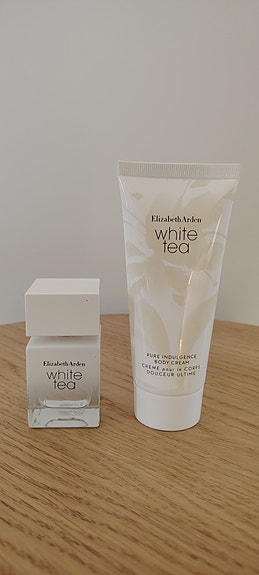 Elizabeth Arden
white
tea
Elizabeth Arden
white
tea
PURE INDULGENCE
BODY CREAM
CRÈME pour le CORPS
DOUCEUR ULTIME